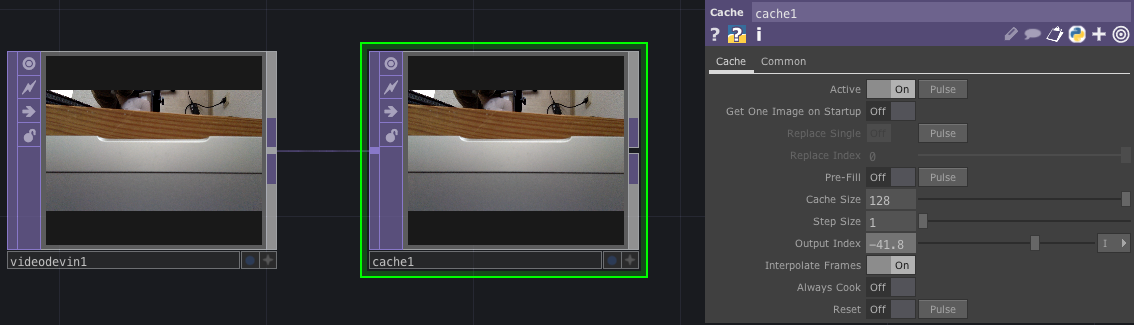 Cache cache1
? ? i
Cache Common
Active On Pulse
Get One Image on Startup Off
Replace Single Off Pulse
Replace Index 0
Pre-Fill Off Pulse
Cache Size 128
Step Size 1
Output Index -41.8 I
Interpolate Frames On
Always Cook Off
Reset Off Pulse
videodevin1
cache1